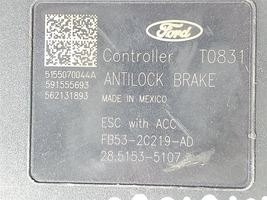 Ford
Controller T0831
5155070044A
591555693
562131893
ANTILOCK BRAKE
MADE IN MEXICO
ESC with ACC
FB53-2C219-AD
28.5153-5107